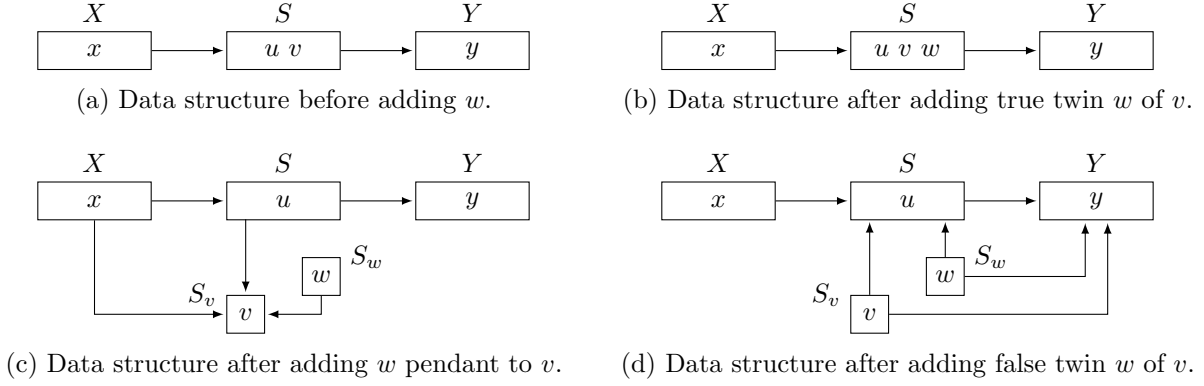 X S Y
x u v y
(a) Data structure before adding w.
X S Y
x u v w y
(b) Data structure after adding true twin w of v.
X S Y
x u y
w S_w
S_v v
(c) Data structure after adding w pendant to v.
X S Y
x u y
w S_w
S_v v
(d) Data structure after adding false twin w of v.